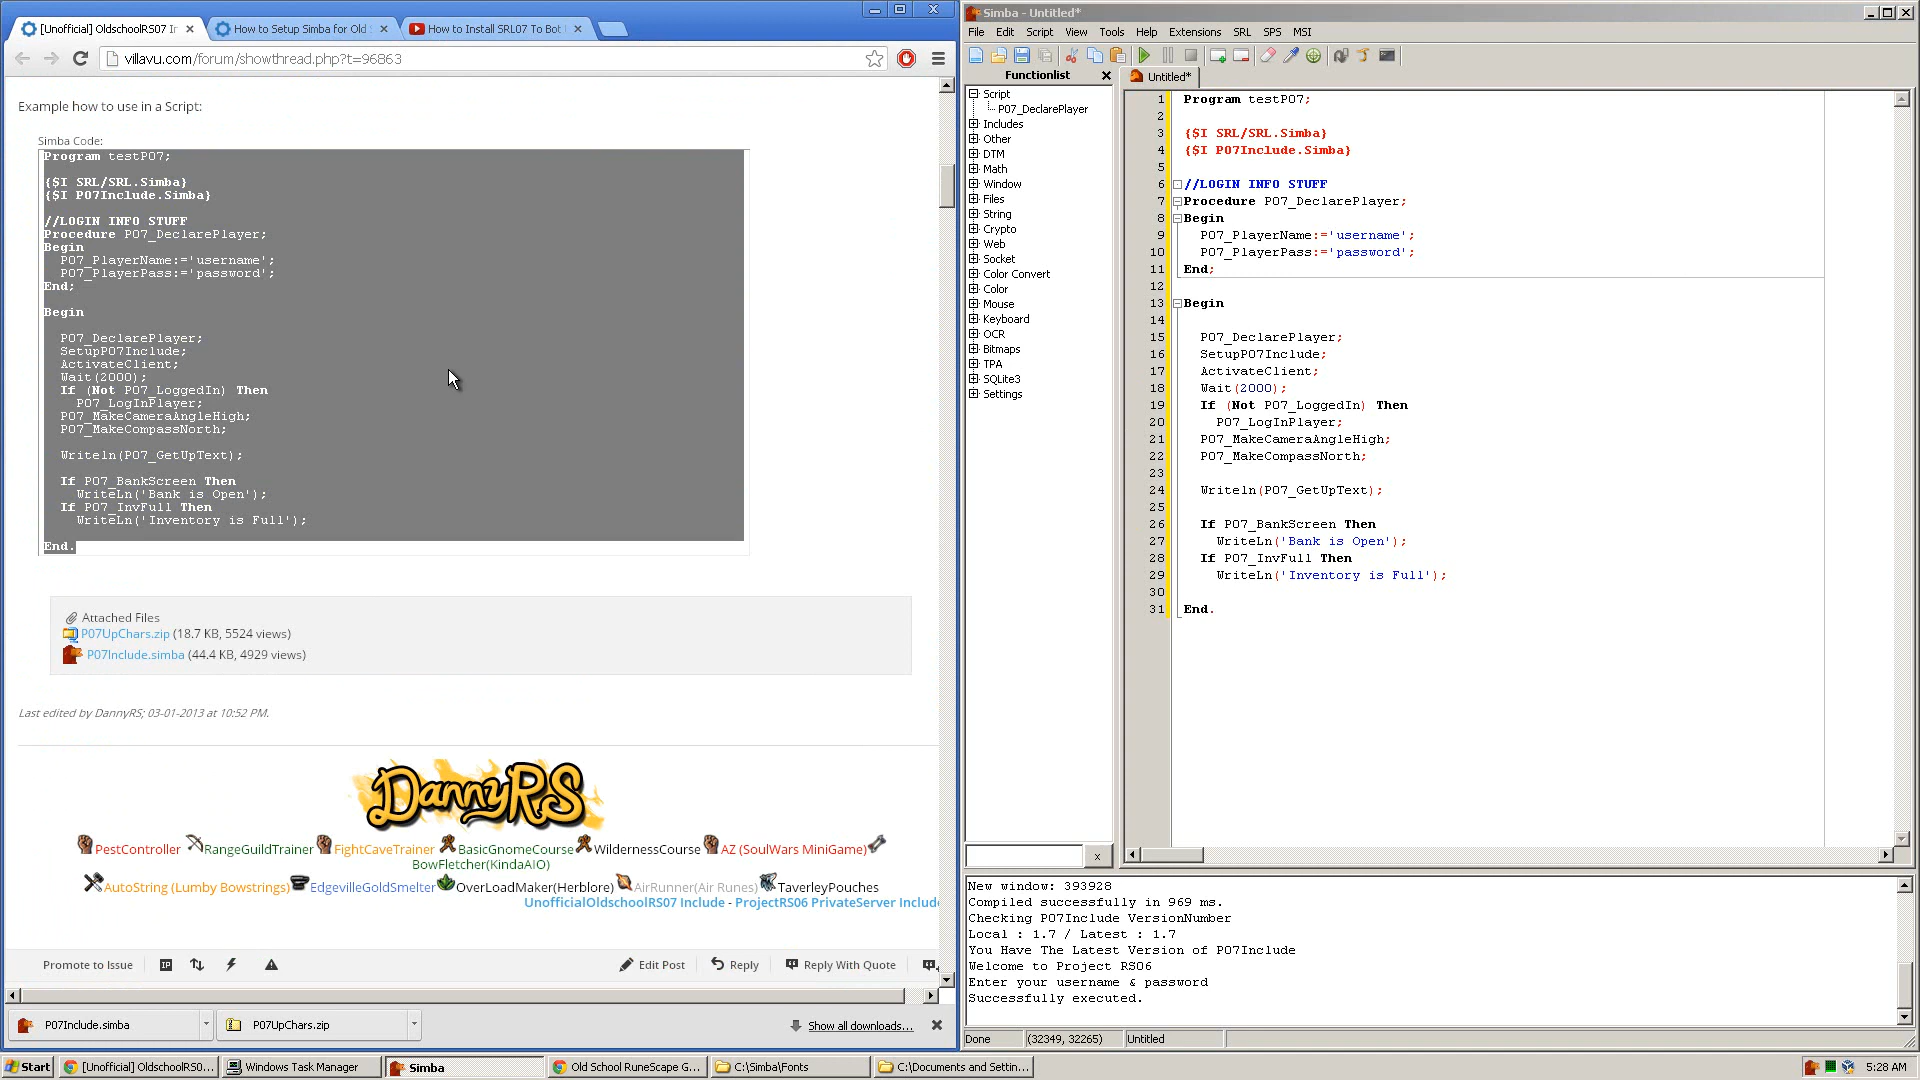 [Unofficial] OldschoolRS07 In
How to Setup Simba for Old
How to Install SRL07 To Bot
villavu.com/forum/showthread.php?t=96863
Example how to use in a Script:
Simba Code:
Program testP07;
{$I SRL/SRL.Simba}
{$I P07Include.Simba}
//LOGIN INFO STUFF
Procedure P07_DeclarePlayer;
Begin
P07_PlayerName:='username';
P07_PlayerPass:='password';
End;
Begin
P07_DeclarePlayer;
SetupP07Include;
ActivateClient;
Wait(2000);
If (Not P07_LoggedIn) Then
P07_LogInPlayer;
P07_MakeCameraAngleHigh;
P07_MakeCompassNorth;
Writeln(P07_GetUpText);
If P07_BankScreen Then
WriteLn('Bank is Open');
If P07_InvFull Then
WriteLn('Inventory is Full');
End.
Attached Files
P07UpChars.zip (18.7 KB, 5524 views)
P07Include.simba (44.4 KB, 4929 views)
Last edited by DannyRS; 03-01-2013 at 10:52 PM.
DannyRS
PestController RangeGuildTrainer FightCaveTrainer BasicGnomeCourse WildernessCourse AZ (SoulWars MiniGame)
BowFletcher(KindaAIO)
AutoString (Lumby Bowstrings) EdgevilleGoldSmelter OverLoadMaker(Herblore) AirRunner(Air Runes) TaverleyPouches
UnofficialOldschoolRS07 Include - ProjectRS06 PrivateServer Include
Promote to Issue
IP
Edit Post
Reply
Reply With Quote
P07Include.simba
P07UpChars.zip
Show all downloads...
Simba - Untitled*
File Edit Script View Tools Help Extensions SRL SPS MSI
Functionlist
Untitled*
Script
P07_DeclarePlayer
Includes
Other
DTM
Math
Window
Files
String
Crypto
Web
Socket
Color Convert
Color
Mouse
Keyboard
OCR
Bitmaps
TPA
SQLite3
Settings
x
1 Program testP07;
2
3 {$I SRL/SRL.Simba}
4 {$I P07Include.Simba}
5
6 //LOGIN INFO STUFF
7 Procedure P07_DeclarePlayer;
8 Begin
9 P07_PlayerName:='username';
10 P07_PlayerPass:='password';
11 End;
12
13 Begin
14
15 P07_DeclarePlayer;
16 SetupP07Include;
17 ActivateClient;
18 Wait(2000);
19 If (Not P07_LoggedIn) Then
20 P07_LogInPlayer;
21 P07_MakeCameraAngleHigh;
22 P07_MakeCompassNorth;
23
24 Writeln(P07_GetUpText);
25
26 If P07_BankScreen Then
27 WriteLn('Bank is Open');
28 If P07_InvFull Then
29 WriteLn('Inventory is Full');
30
31 End.
New window: 393928
Compiled successfully in 969 ms.
Checking P07Include VersionNumber
Local : 1.7 / Latest : 1.7
You Have The Latest Version of P07Include
Welcome to Project RS06
Enter your username & password
Successfully executed.
Done (32349, 32265) Untitled
Start
[Unofficial] OldschoolRS0...
Windows Task Manager
Simba
Old School RuneScape G...
C:\Simba\Fonts
C:\Documents and Settin...
5:28 AM